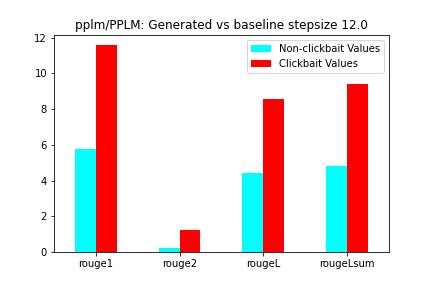 pplm/PPLM: Generated vs baseline stepsize 12.0
Non-clickbait Values
Clickbait Values
12
10
8
6
4
2
0
rouge1 rouge2 rougeL rougeLsum